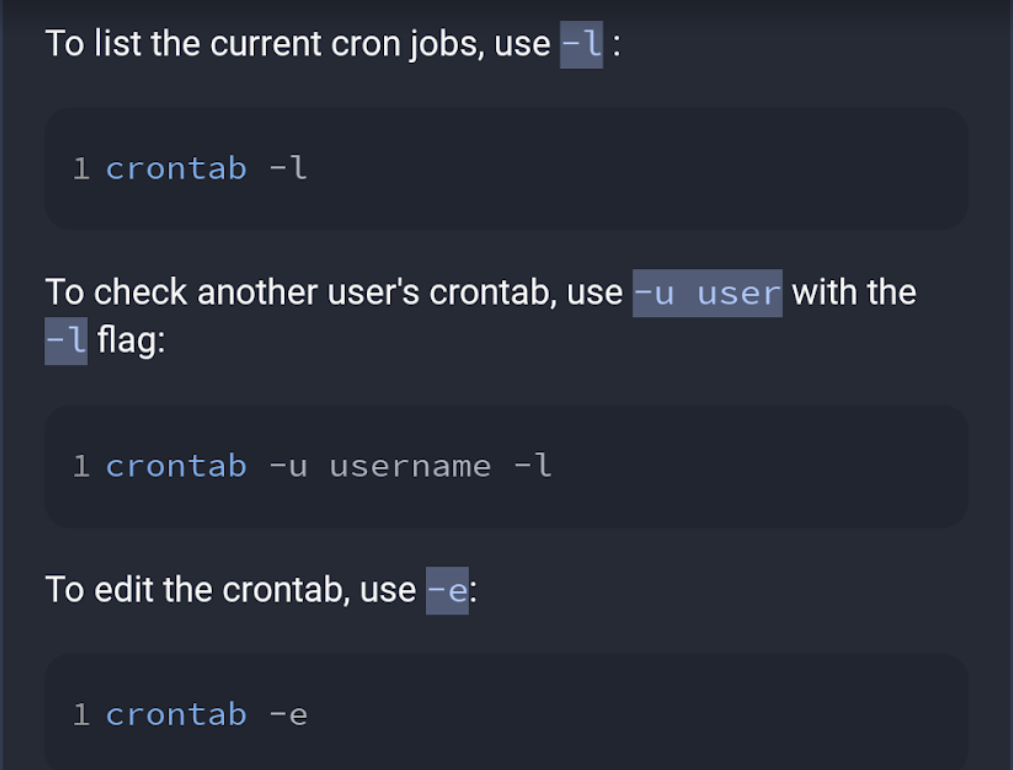 To list the current cron jobs, use -l :
1 crontab -l
To check another user's crontab, use -u user with the
-l flag:
1 crontab -u username -l
To edit the crontab, use -e:
1 crontab -e